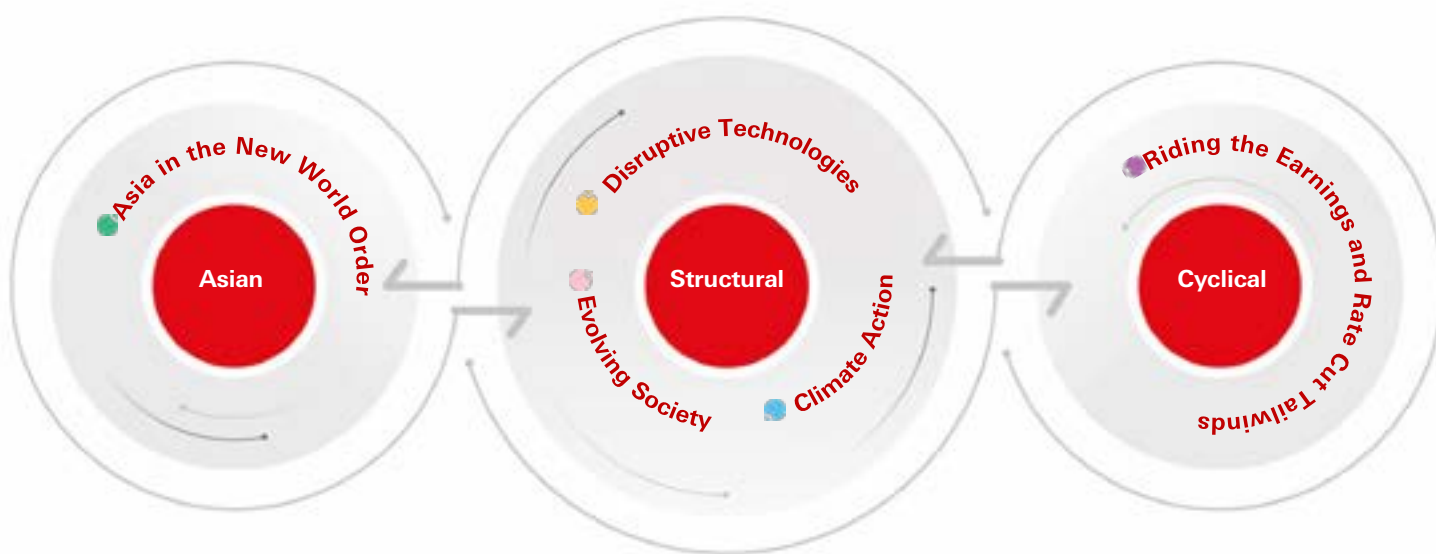 Asia in the New World Order
Asian
Disruptive Technologies
Structural
Evolving Society
Climate Action
Riding the Earnings and Rate Cut Tailwinds
Cyclical